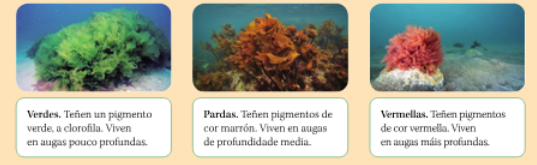 Verdes. Teñen un pigmento
verde, a clorofila. Viven
en augas pouco profundas.
Pardas. Teñen pigmentos de
cor marrón. Viven en augas
de profundidade media.
Vermellas. Teñen pigmentos
de cor vermella. Viven
en augas máis profundas.